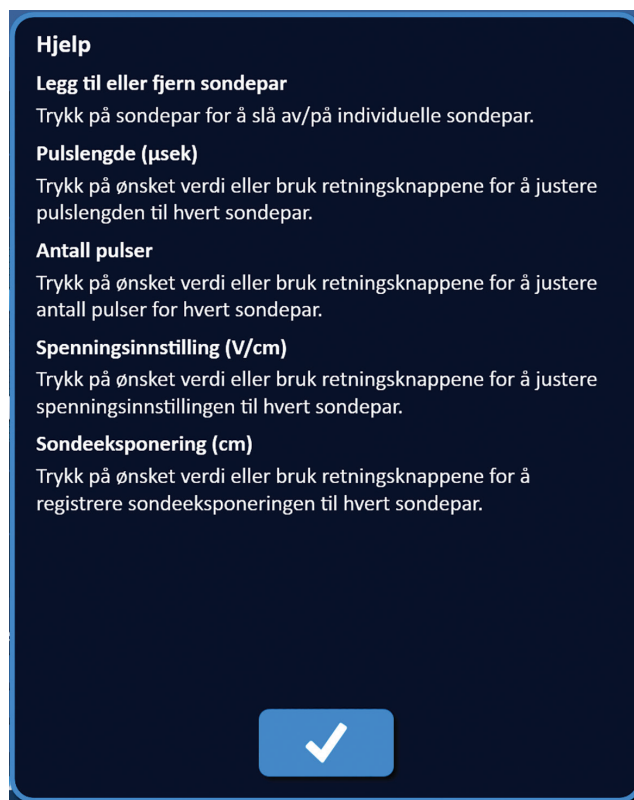 Hjelp
Legg til eller fjern sondepar
Trykk på sondepar for å slå av/på individuelle sondepar.
Pulslengde (µsek)
Trykk på ønsket verdi eller bruk retningsknappene for å justere
pulslengden til hvert sondepar.
Antall pulser
Trykk på ønsket verdi eller bruk retningsknappene for å justere
antall pulser for hvert sondepar.
Spenningsinnstilling (V/cm)
Trykk på ønsket verdi eller bruk retningsknappene for å justere
spenningsinnstillingen til hvert sondepar.
Sondeeksponering (cm)
Trykk på ønsket verdi eller bruk retningsknappene for å
registrere sondeeksponeringen til hvert sondepar.